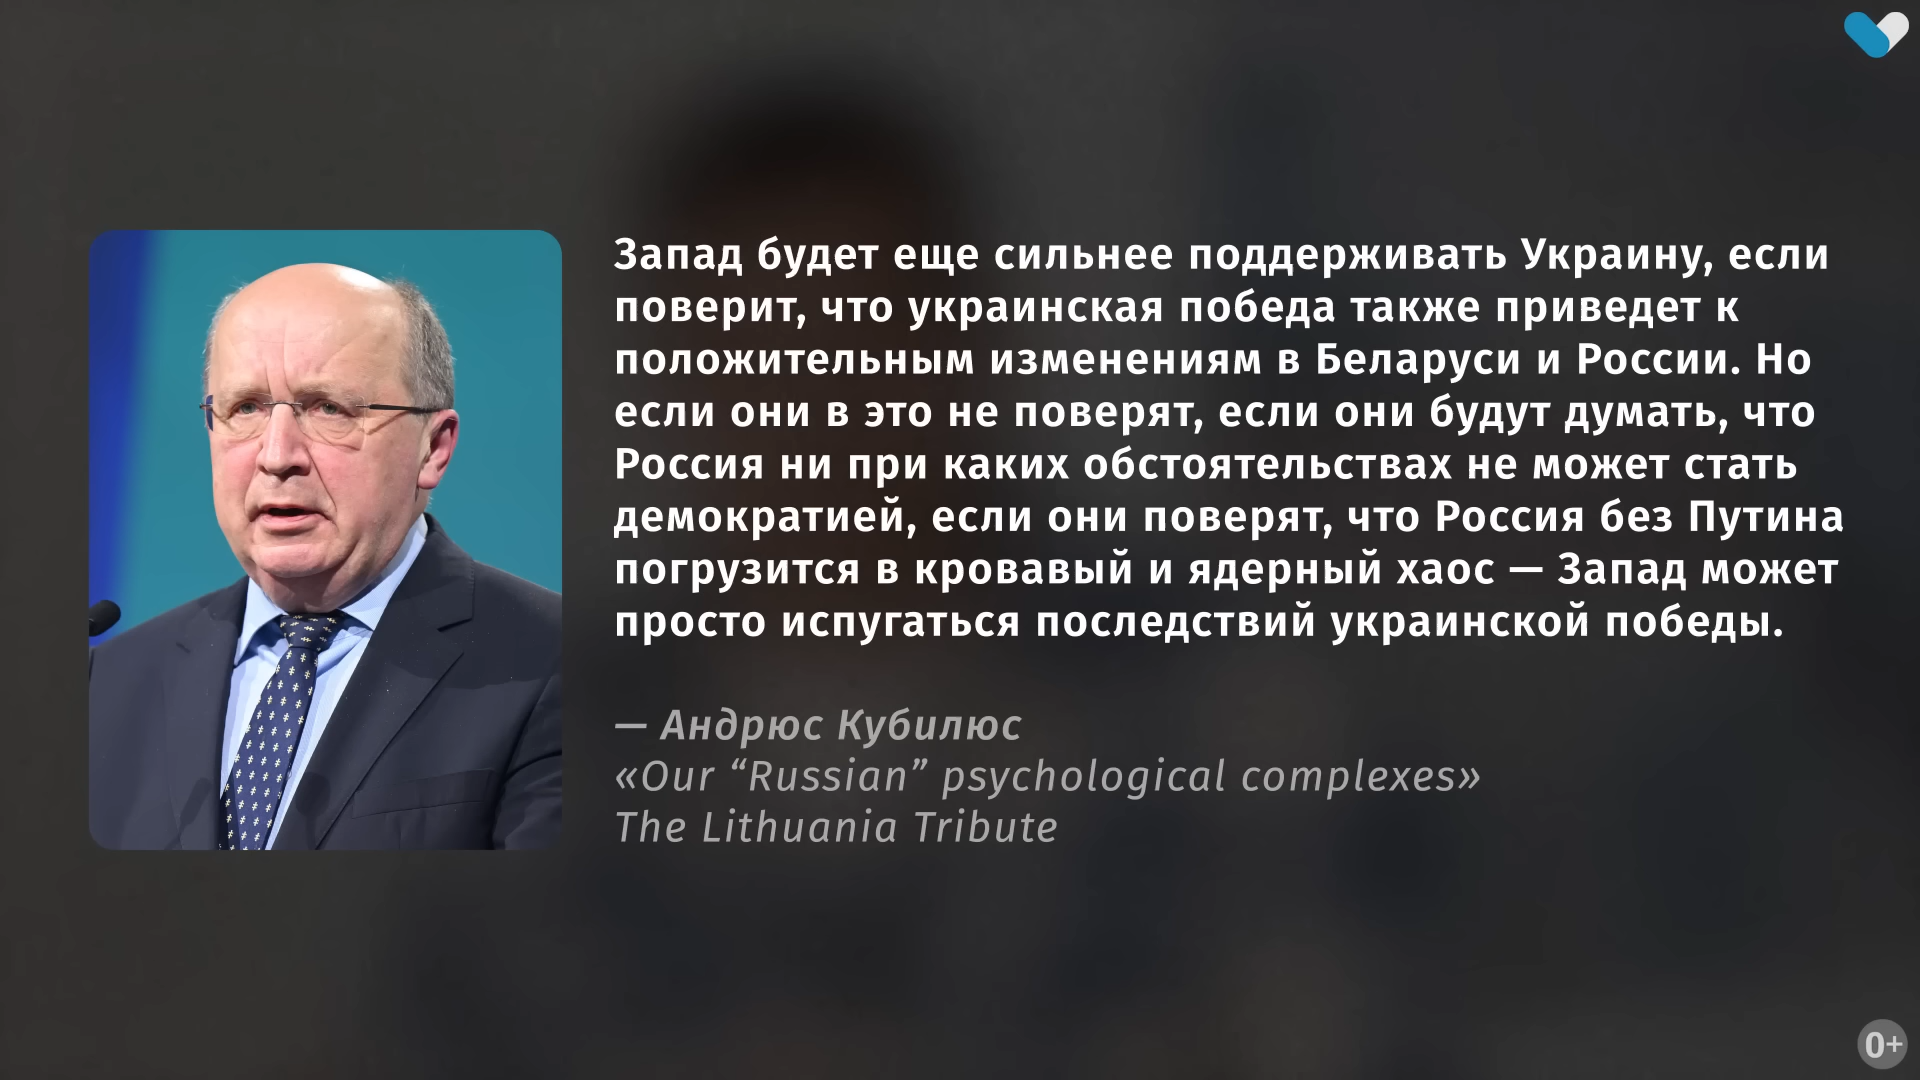 Запад будет еще сильнее поддерживать Украину, если
поверит, что украинская победа также приведет к
положительным изменениям в Беларуси и России. Но
если они в это не поверят, если они будут думать, что
Россия ни при каких обстоятельствах не может стать
демократией, если они поверят, что Россия без Путина
погрузится в кровавый и ядерный хаос — Запад может
просто испугаться последствий украинской победы.
— Андрюс Кубилюс
«Our “Russian” psychological complexes»
The Lithuania Tribute
0+